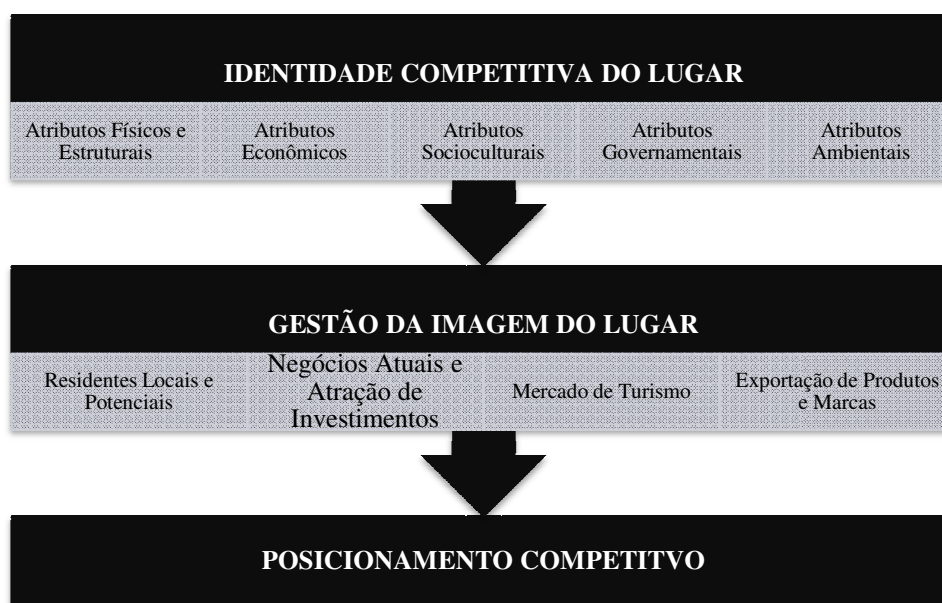 IDENTIDADE COMPETITIVA DO LUGAR
Atributos Físicos e
Estruturais
Atributos
Econômicos
Atributos
Socioculturais
Atributos
Governamentais
Atributos
Ambientais
GESTÃO DA IMAGEM DO LUGAR
Residentes Locais e
Potenciais
Negócios Atuais e
Atração de
Investimentos
Mercado de Turismo
Exportação de Produtos
e Marcas
POSICIONAMENTO COMPETITVO